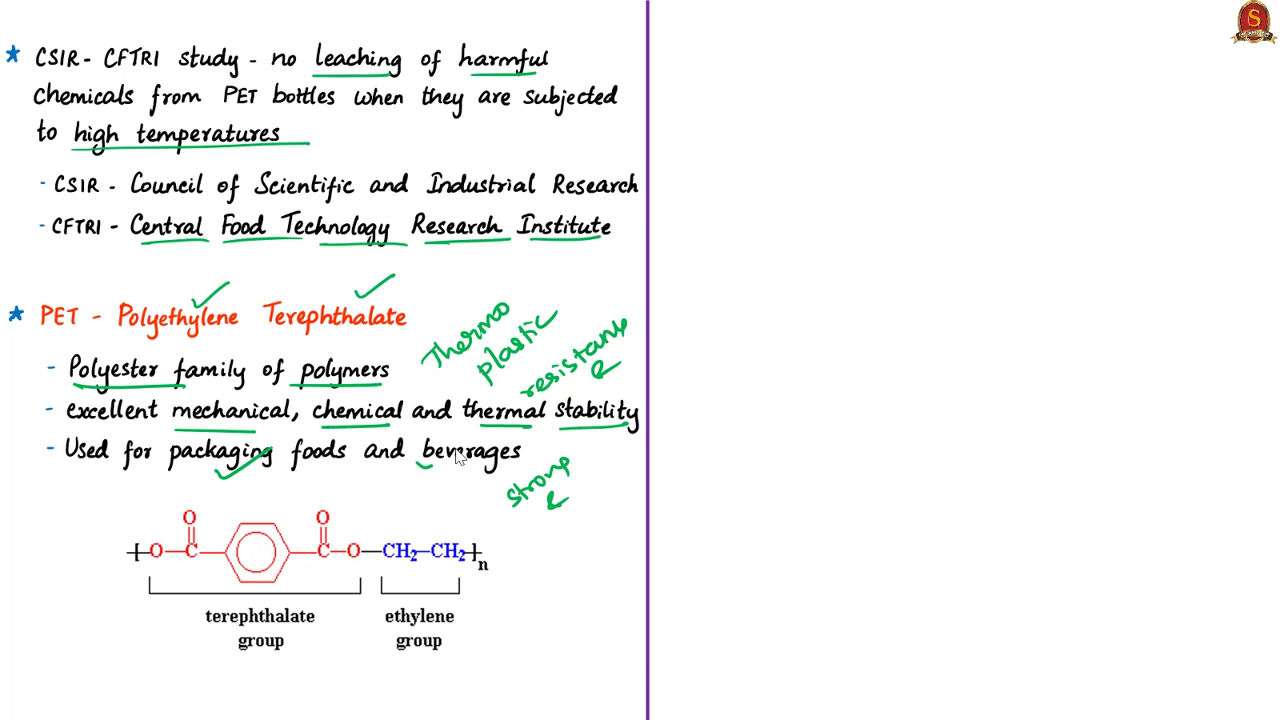 * CSIR - CFTRI study - no leaching of harmful
chemicals from PET bottles when they are subjected
to high temperatures
- CSIR - Council of Scientific and Industrial Research
- CFTRI - Central Food Technology Research Institute
* PET - Polyethylene Terephthalate
Thermo
plastic
- Polyester family of polymers
- excellent mechanical, chemical and thermal stability
- Used for packaging foods and beverages
O O
[ O C C O CH2 CH2 ]n
terephthalate
group
ethylene
group
S